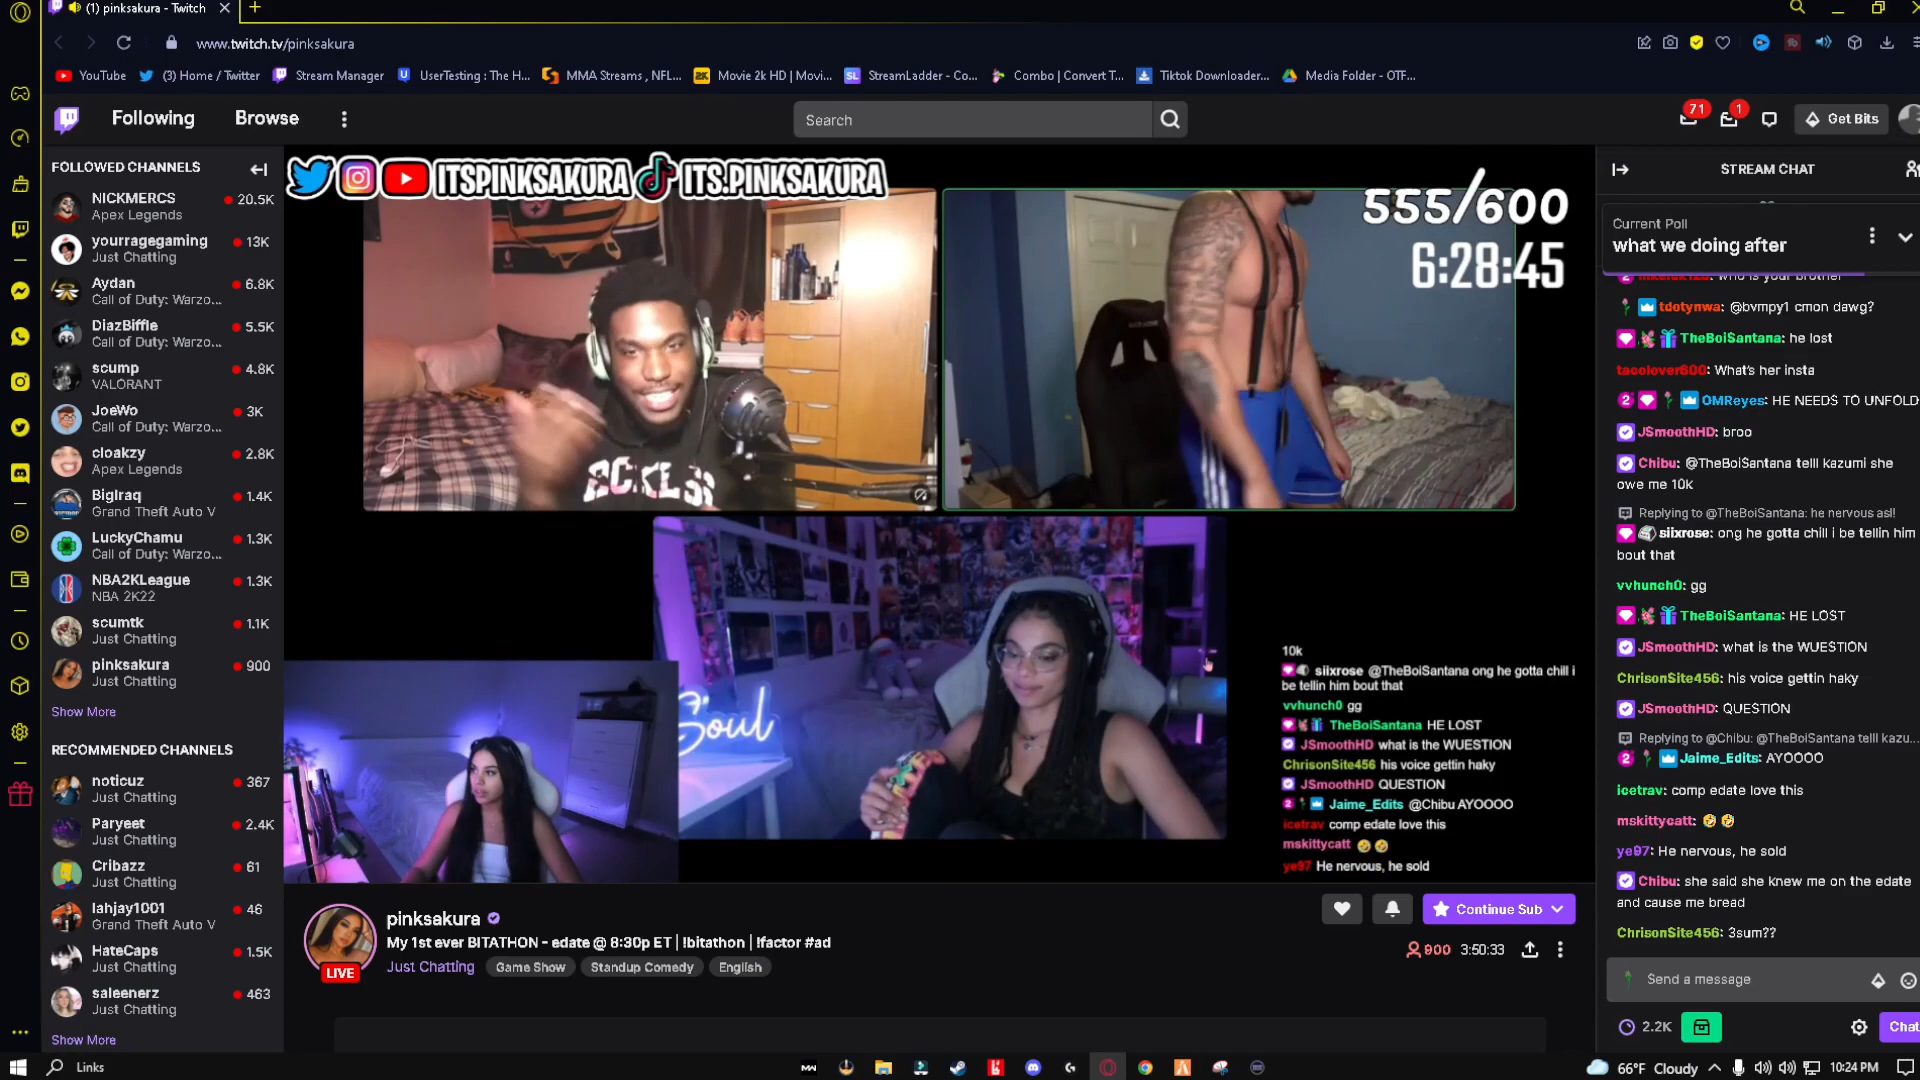 (1) pinksakura - Twitch
www.twitch.tv/pinksakura
YouTube
(3) Home / Twitter
Stream Manager
UserTesting : The H...
MMA Streams , NFL...
Movie 2k HD | Movi...
StreamLadder - Co...
Combo | Convert T...
Tiktok Downloader...
Media Folder - OTF...
Following
Browse
Search
71
1
Get Bits
FOLLOWED CHANNELS
NICKMERCS 20.5K
Apex Legends
yourragegaming 13K
Just Chatting
Aydan 6.8K
Call of Duty: Warzo...
DiazBiffle 5.5K
Call of Duty: Warzo...
scump 4.8K
VALORANT
JoeWo 3K
Call of Duty: Warzo...
cloakzy 2.8K
Apex Legends
BigIraq 1.4K
Grand Theft Auto V
LuckyChamu 1.3K
Call of Duty: Warzo...
NBA2KLeague 1.3K
NBA 2K22
scumtk 1.1K
Just Chatting
pinksakura 900
Just Chatting
Show More
RECOMMENDED CHANNELS
noticuz 367
Just Chatting
Paryeet 2.4K
Just Chatting
Cribazz 61
Just Chatting
lahjay1001 46
Grand Theft Auto V
HateCaps 1.5K
Just Chatting
saleenerz 463
Just Chatting
Show More
ITSPINKSAKURA
ITS.PINKSAKURA
555/600
6:28:45
Soul
10k
siixrose @TheBoiSantana ong he gotta chill i
be tellin him bout that
vvhunch0 gg
TheBoiSantana HE LOST
JSmoothHD what is the WUESTION
ChrisonSite456 his voice gettin haky
JSmoothHD QUESTION
Jaime_Edits @Chibu AYOOOO
icetrav comp edate love this
mskittycatt 🤣 🤣
ye97 He nervous, he sold
pinksakura
My 1st ever BITATHON - edate @ 8:30p ET | !bitathon | !factor #ad
Just Chatting
Game Show
Standup Comedy
English
LIVE
Continue Sub
900
3:50:33
STREAM CHAT
Current Poll
what we doing after
tdotynwa: @bvmpy1 cmon dawg?
TheBoiSantana: he lost
tacolover600: What's her insta
OMReyes: HE NEEDS TO UNFOLD
JSmoothHD: broo
Chibu: @TheBoiSantana telll kazumi she
owe me 10k
Replying to @TheBoiSantana: he nervous asl!
siixrose: ong he gotta chill i be tellin him
bout that
vvhunch0: gg
TheBoiSantana: HE LOST
JSmoothHD: what is the WUESTION
ChrisonSite456: his voice gettin haky
JSmoothHD: QUESTION
Replying to @Chibu: @TheBoiSantana telll kazu...
Jaime_Edits: AYOOOO
icetrav: comp edate love this
mskittycatt: 🤣 🤣
ye97: He nervous, he sold
Chibu: she said she knew me on the edate
and cause me bread
ChrisonSite456: 3sum??
Send a message
2.2K
Chat
Links
66°F Cloudy
10:24 PM